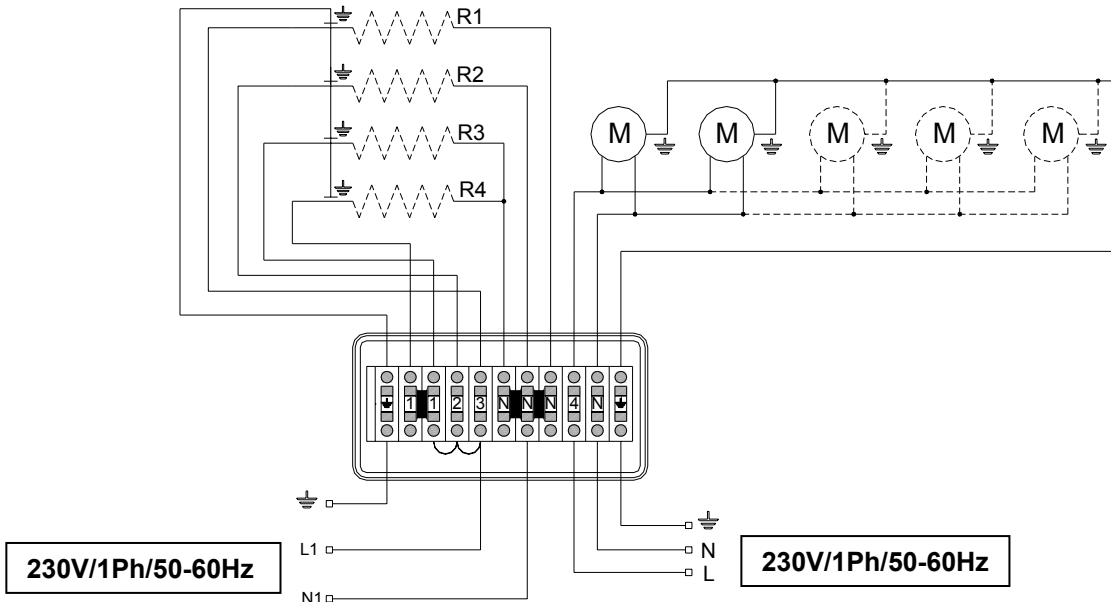 R1
R2
R3
R4
M M M M M
1 1 2 3 N N N 4 N
L1
N1
N
L
230V/1Ph/50-60Hz
230V/1Ph/50-60Hz